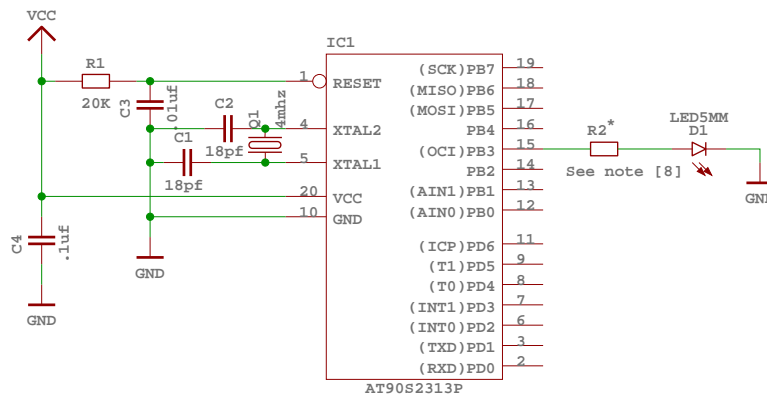 VCC
IC1
R1
20K
C3
.01uf
C2
18pf
Q1
4mhz
C1
18pf
C4
.1uf
GND
GND
1 RESET
4 XTAL2
5 XTAL1
20 VCC
10 GND
(SCK)PB7 19
(MISO)PB6 18
(MOSI)PB5 17
PB4 16
(OCI)PB3 15
PB2 14
(AIN1)PB1 13
(AIN0)PB0 12
(ICP)PD6 11
(T1)PD5 9
(T0)PD4 8
(INT1)PD3 7
(INT0)PD2 6
(TXD)PD1 3
(RXD)PD0 2
AT90S2313P
R2*
See note [8]
LED5MM
D1
GND